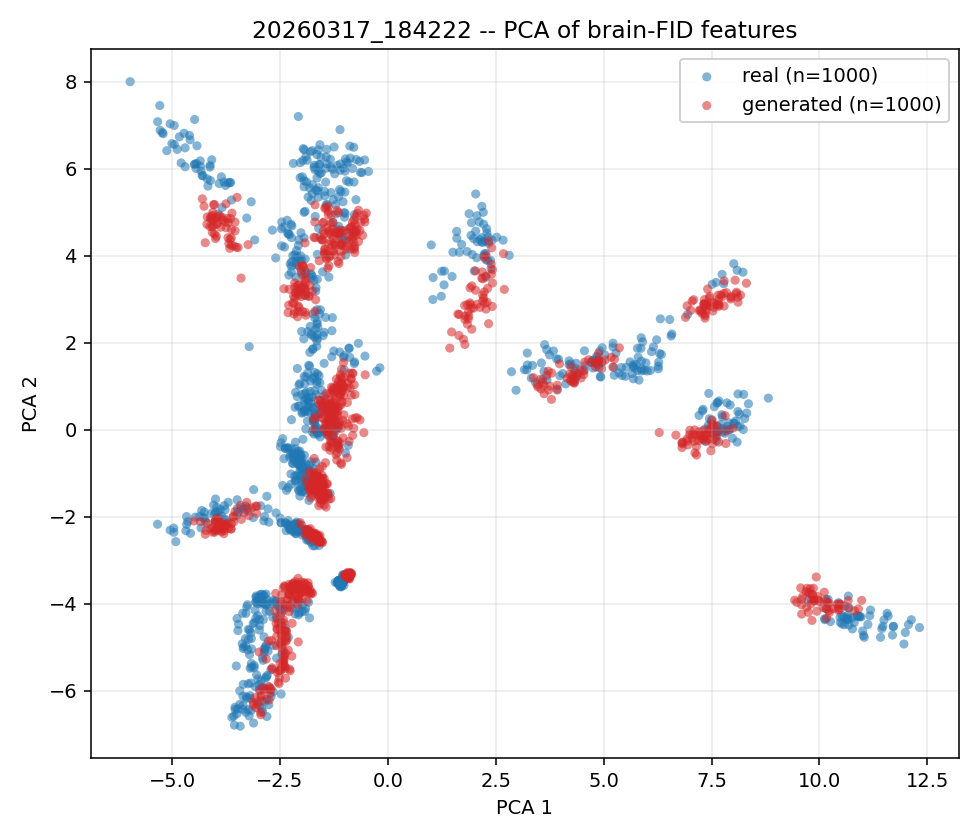 20260317_184222 -- PCA of brain-FID features
real (n=1000)
generated (n=1000)
8
6
4
2
0
−2
−4
−6
PCA 2
−5.0 −2.5 0.0 2.5 5.0 7.5 10.0 12.5
PCA 1